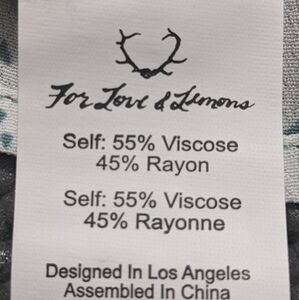 For Love & Lemons
Self: 55% Viscose
45% Rayon
Self: 55% Viscose
45% Rayonne
Designed In Los Angeles
Assembled In China